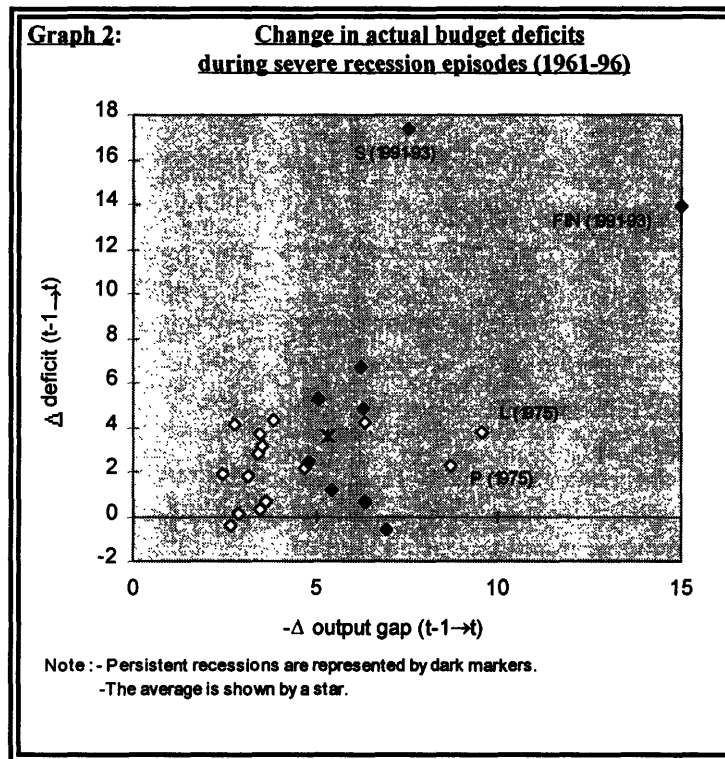 Graph 2: Change in actual budget deficits
during severe recession episodes (1961-96)
18
16
14
12
10
8
6
4
2
0
-2
Δ deficit (t-1→t)
S (1991-93)
FIN (1991-93)
L (1975)
P (1975)
0 5 10 15
-Δ output gap (t-1→t)
Note : - Persistent recessions are represented by dark markers.
-The average is shown by a star.